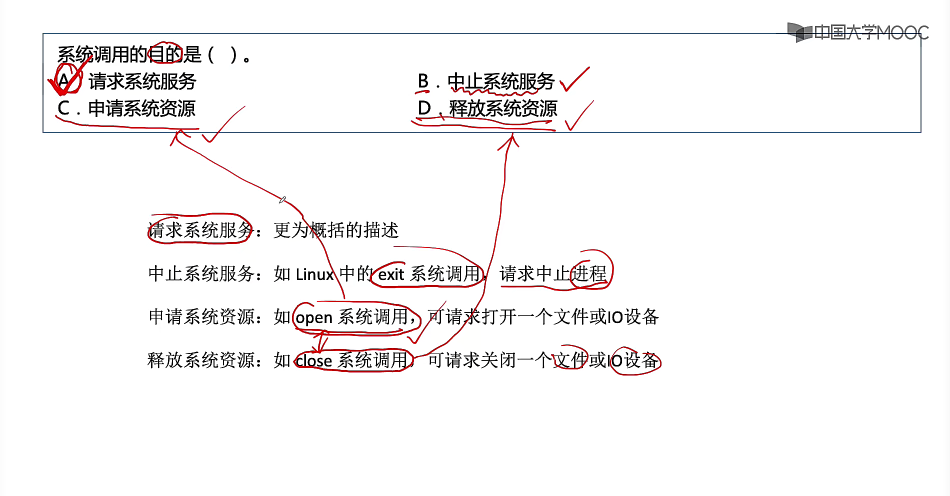 中国大学MOOC
系统调用的目的是（ ）。
A．请求系统服务 B．中止系统服务
C．申请系统资源 D．释放系统资源
请求系统服务：更为概括的描述
中止系统服务：如 Linux 中的 exit 系统调用，请求中止进程
申请系统资源：如 open 系统调用，可请求打开一个文件或IO设备
释放系统资源：如 close 系统调用，可请求关闭一个文件或IO设备